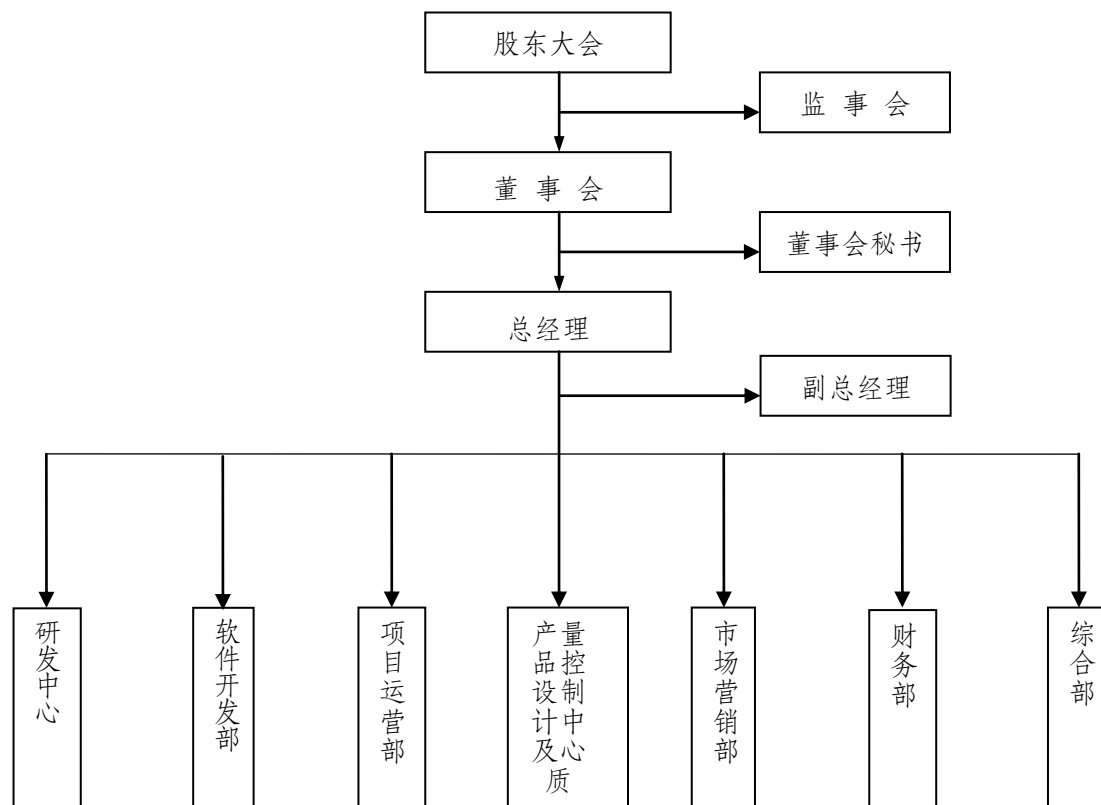 股东大会
监 事 会
董 事 会
董事会秘书
总经理
副总经理
研发中心
软件开发部
项目运营部
产品设计及质
量控制中心
市场营销部
财务部
综合部